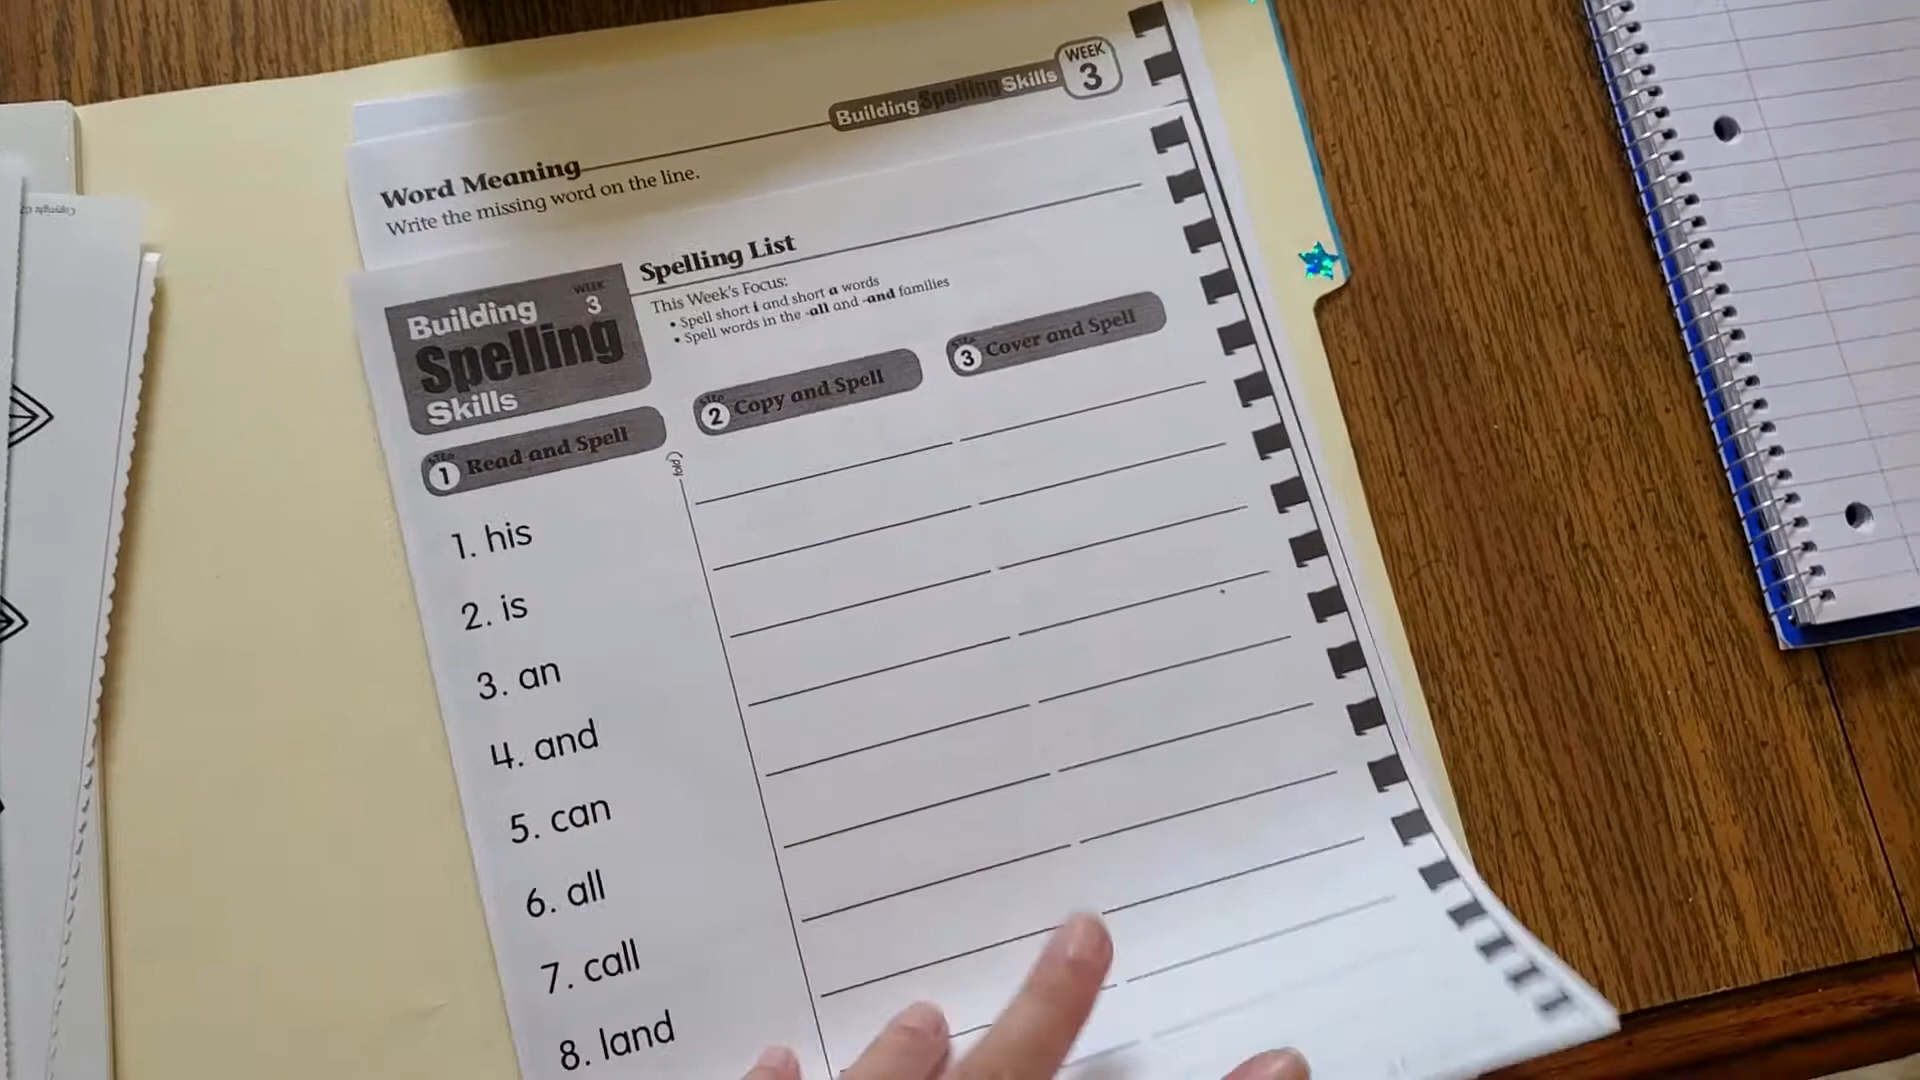 Building Spelling Skills
WEEK
3
Word Meaning
Write the missing word on the line.
Spelling List
This Week's Focus:
• Spell short i and short a words
• Spell words in the -all and -and families
WEEK
3
Building
Spelling
Skills
STEP
1 Read and Spell
STEP
2 Copy and Spell
STEP
3 Cover and Spell
(fold)
1. his
2. is
3. an
4. and
5. can
6. all
7. call
8. land
Copyright